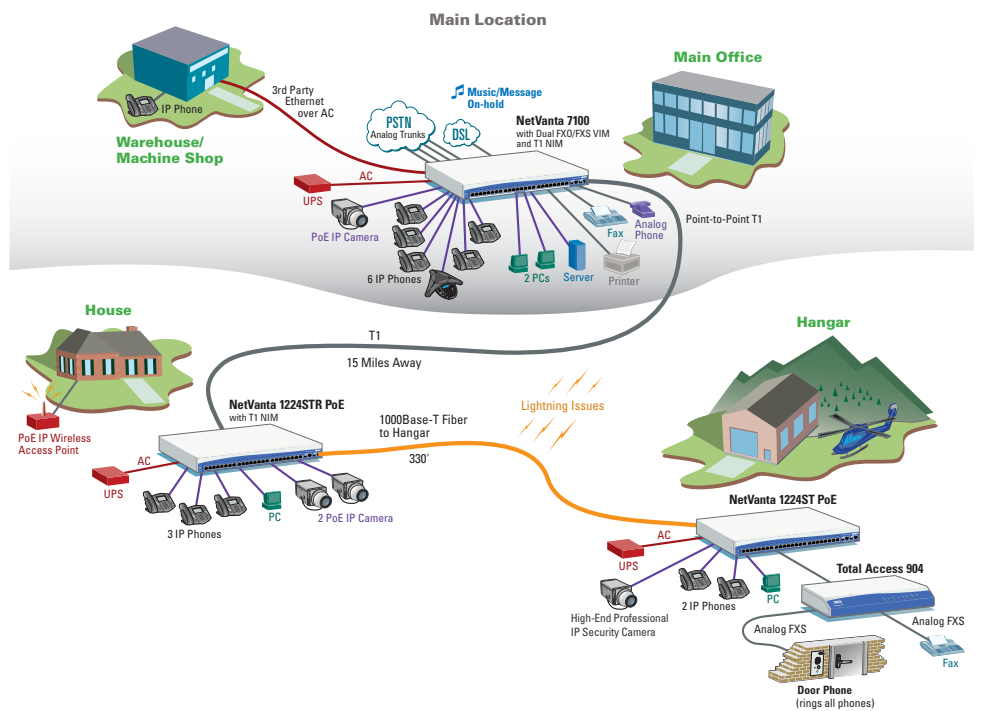 Main Location
Main Office
3rd Party
Ethernet
over AC
Music/Message
On-hold
IP Phone
PSTN
Analog Trunks
DSL
NetVanta 7100
with Dual FXO/FXS VIM
and T1 NIM
Warehouse/
Machine Shop
AC
UPS
PoE IP Camera
6 IP Phones
2 PCs
Server
Fax
Analog
Phone
Printer
Point-to-Point T1
House
Hangar
T1
15 Miles Away
NetVanta 1224STR PoE
with T1 NIM
PoE IP Wireless
Access Point
1000Base-T Fiber
to Hangar
330'
Lightning Issues
AC
UPS
3 IP Phones
PC
2 PoE IP Camera
NetVanta 1224ST PoE
AC
UPS
High-End Professional
IP Security Camera
2 IP Phones
PC
Total Access 904
Analog FXS
Analog FXS
Fax
Door Phone
(rings all phones)